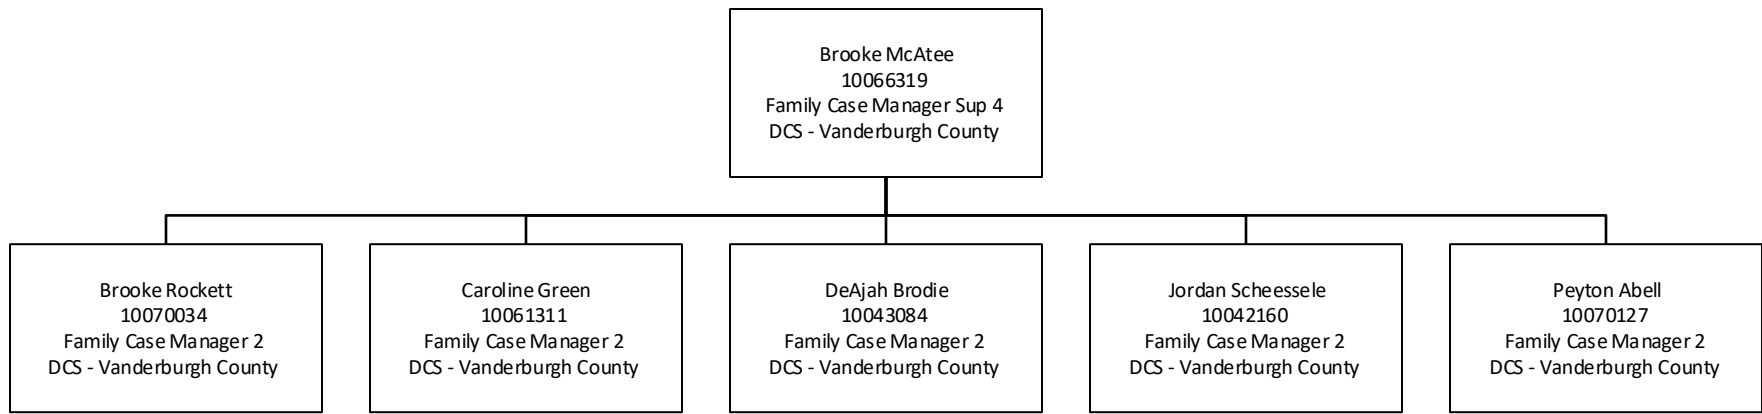 Brooke McAtee
10066319
Family Case Manager Sup 4
DCS - Vanderburgh County
Brooke Rockett
10070034
Family Case Manager 2
DCS - Vanderburgh County
Caroline Green
10061311
Family Case Manager 2
DCS - Vanderburgh County
DeAjah Brodie
10043084
Family Case Manager 2
DCS - Vanderburgh County
Jordan Scheessele
10042160
Family Case Manager 2
DCS - Vanderburgh County
Peyton Abell
10070127
Family Case Manager 2
DCS - Vanderburgh County